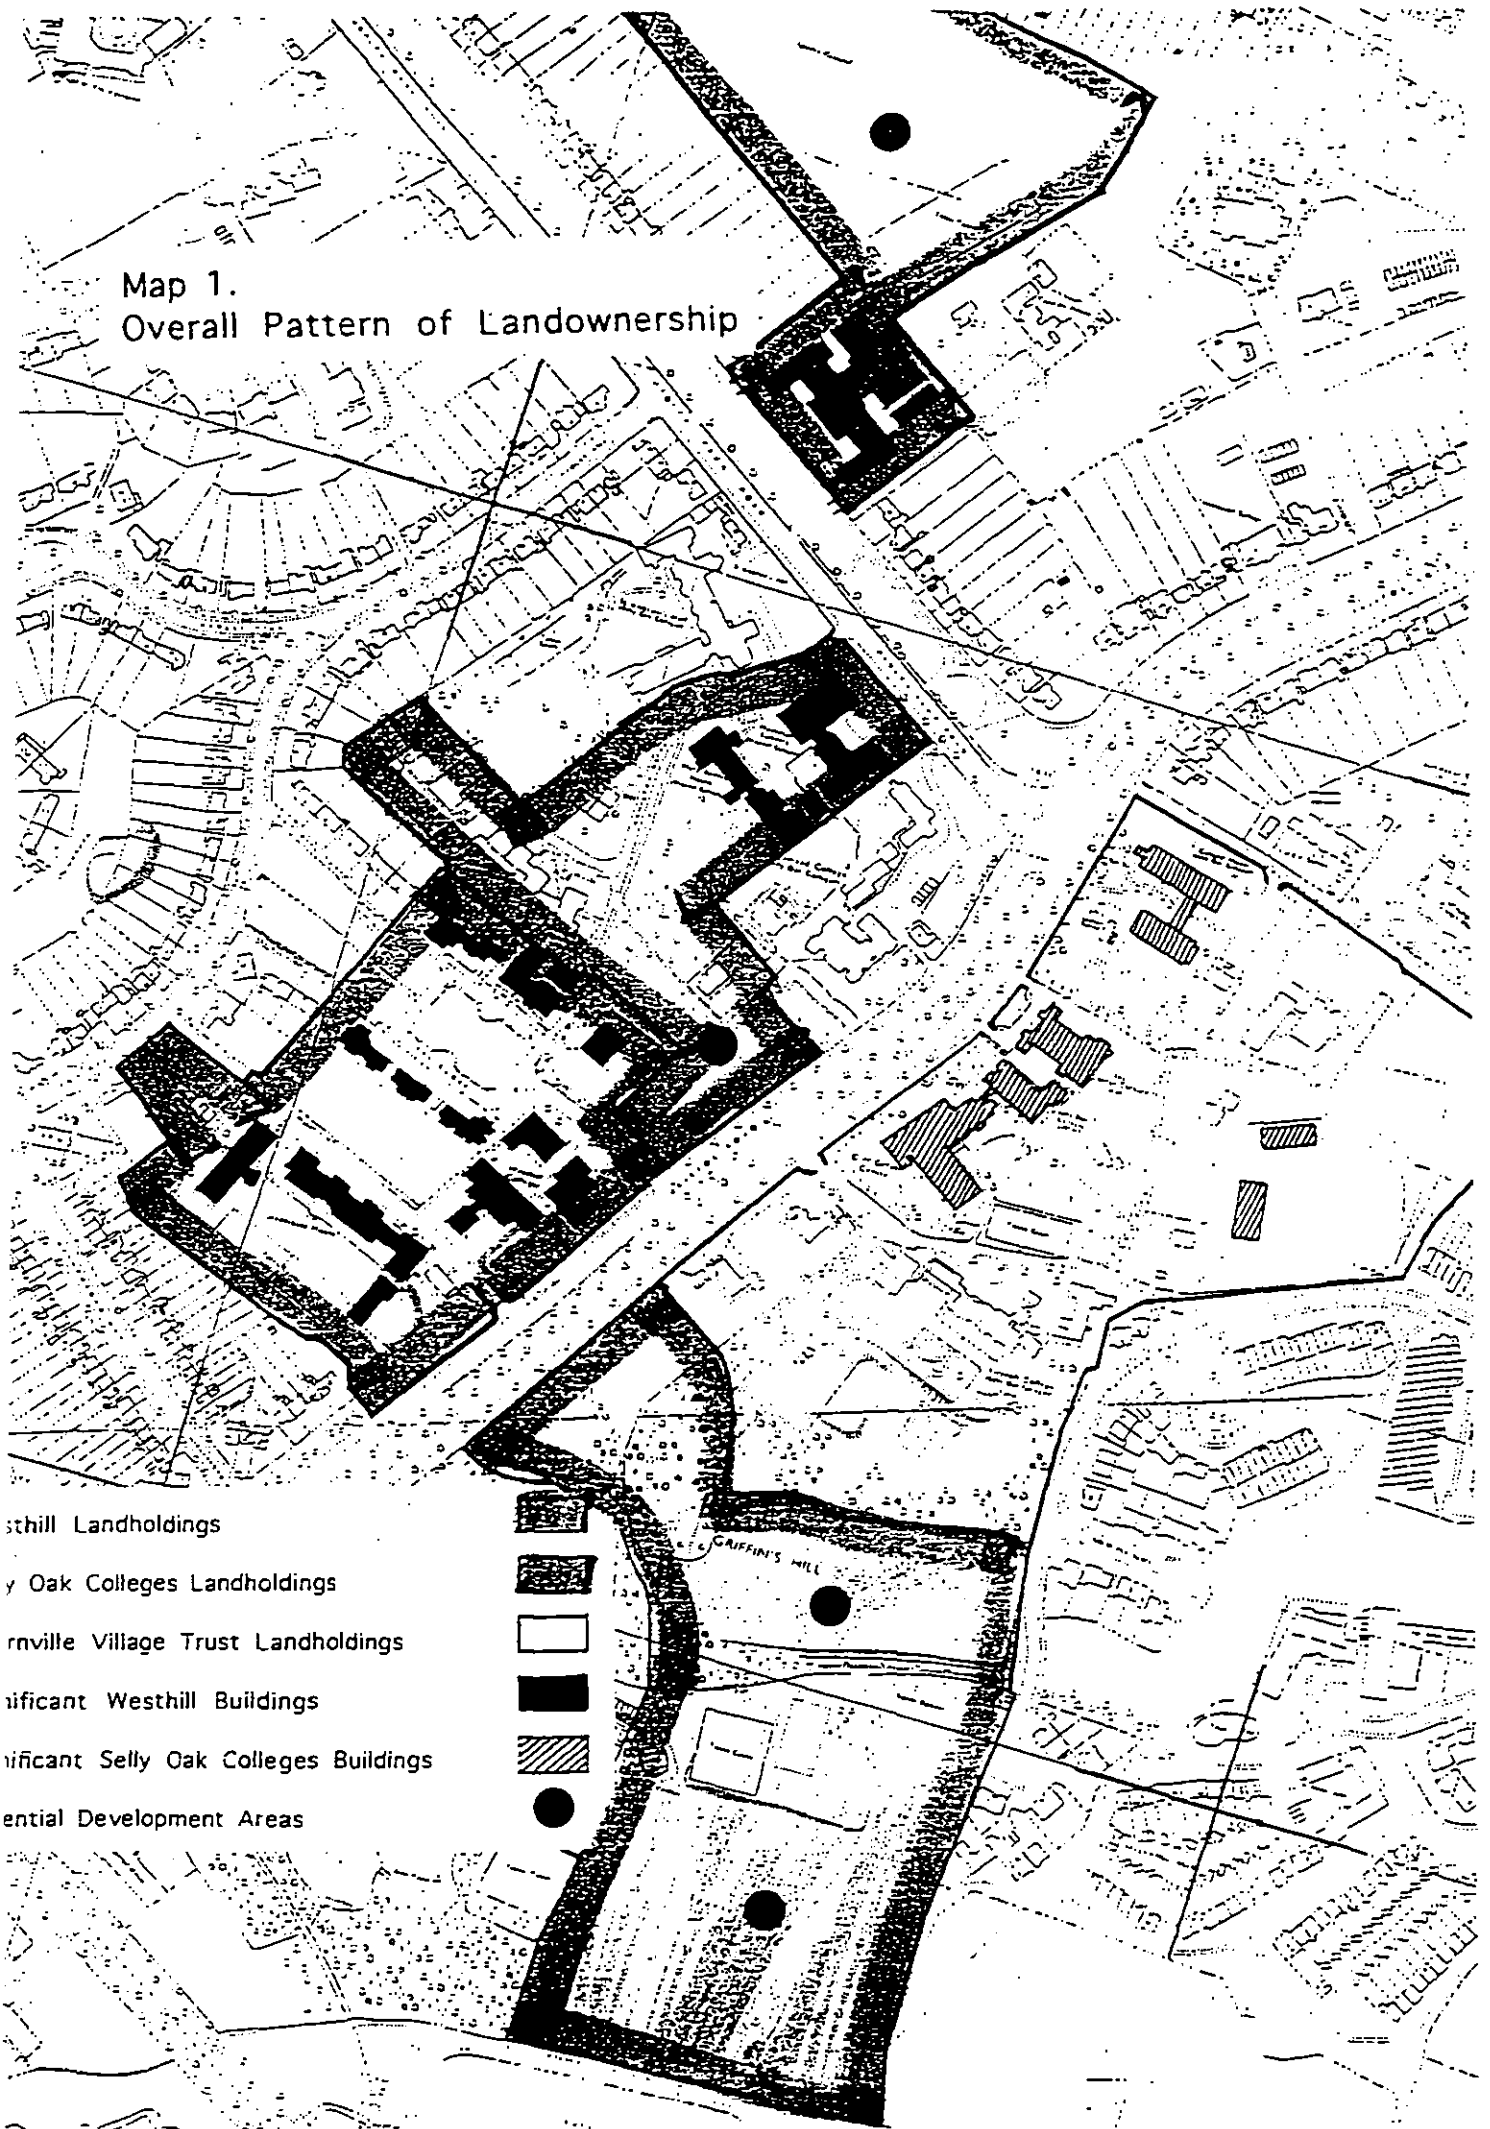 Map 1.
Overall Pattern of Landownership
sthill Landholdings
y Oak Colleges Landholdings
rnville Village Trust Landholdings
nificant Westhill Buildings
nificant Selly Oak Colleges Buildings
ential Development Areas
GRIFFIN'S HILL